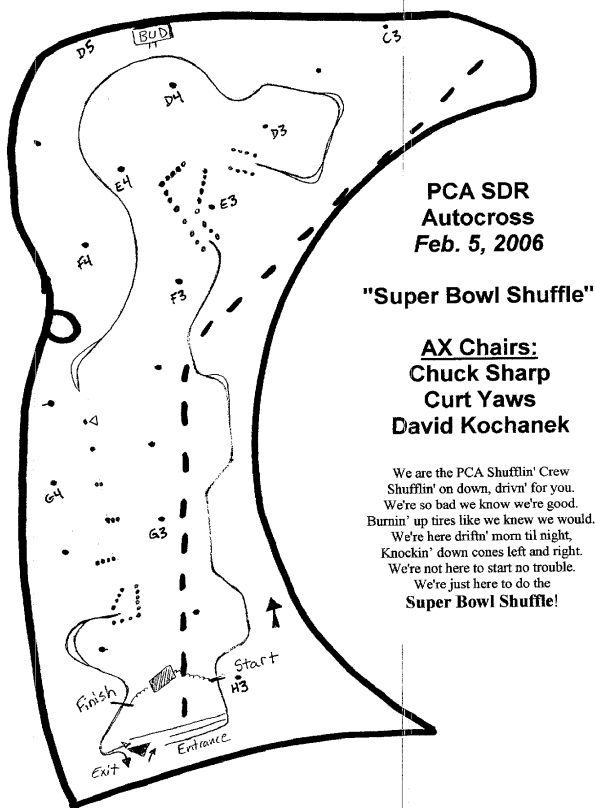 BUD
D5
C3
D4
D3
E4
E3
F4
F3
G4
G3
H3
Start
Finish
Entrance
Exit
PCA SDR
Autocross
Feb. 5, 2006
"Super Bowl Shuffle"
AX Chairs:
Chuck Sharp
Curt Yaws
David Kochanek
We are the PCA Shufflin' Crew
Shufflin' on down, drivn' for you.
We're so bad we know we're good.
Burnin' up tires like we knew we would.
We're here driftn' morn til night,
Knockin' down cones left and right.
We're not here to start no trouble.
We're just here to do the
Super Bowl Shuffle!